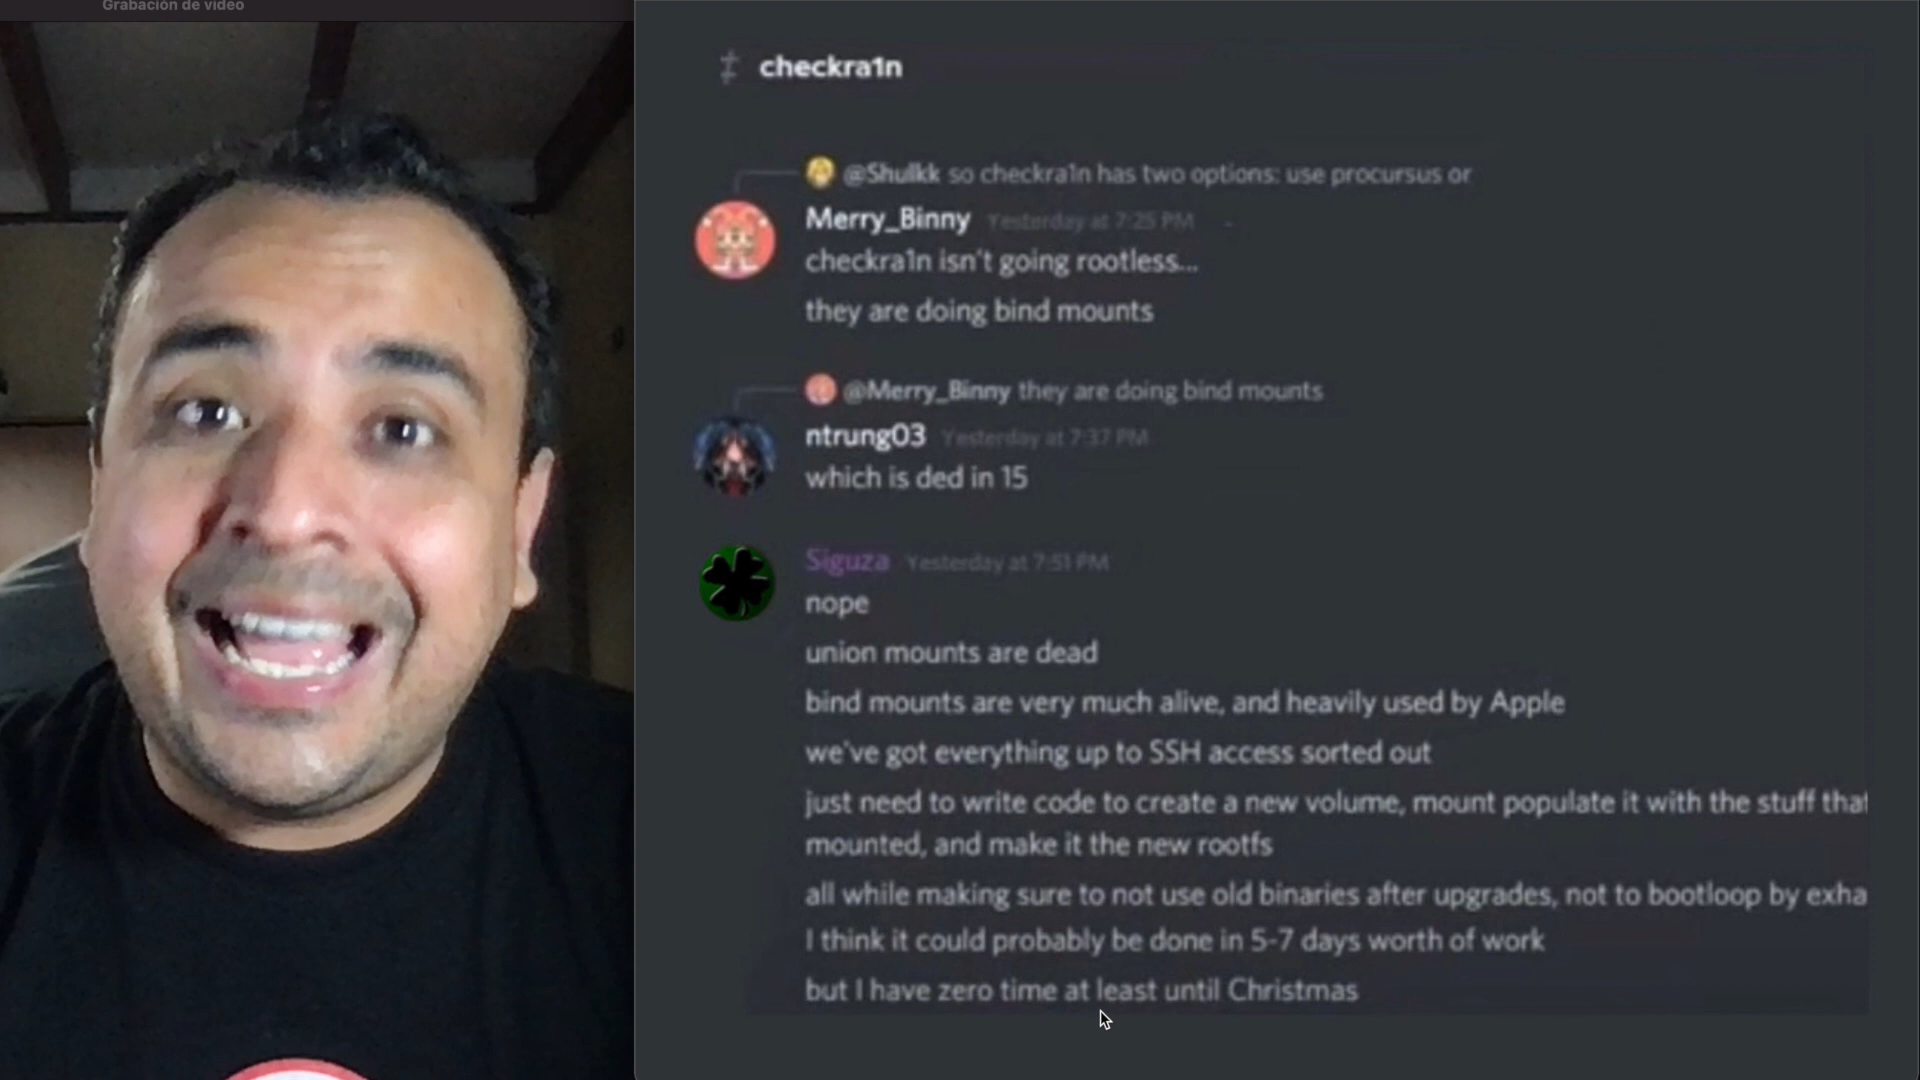 Grabación de video
checkra1n
@Shulkk so checkra1n has two options: use procursus or
Merry_Binny Yesterday at 7:25 PM
checkra1n isn't going rootless...
they are doing bind mounts
@Merry_Binny they are doing bind mounts
ntrung03 Yesterday at 7:37 PM
which is ded in 15
Siguza Yesterday at 7:51 PM
nope
union mounts are dead
bind mounts are very much alive, and heavily used by Apple
we've got everything up to SSH access sorted out
just need to write code to create a new volume, mount populate it with the stuff that
mounted, and make it the new rootfs
all while making sure to not use old binaries after upgrades, not to bootloop by exha
I think it could probably be done in 5-7 days worth of work
but I have zero time at least until Christmas